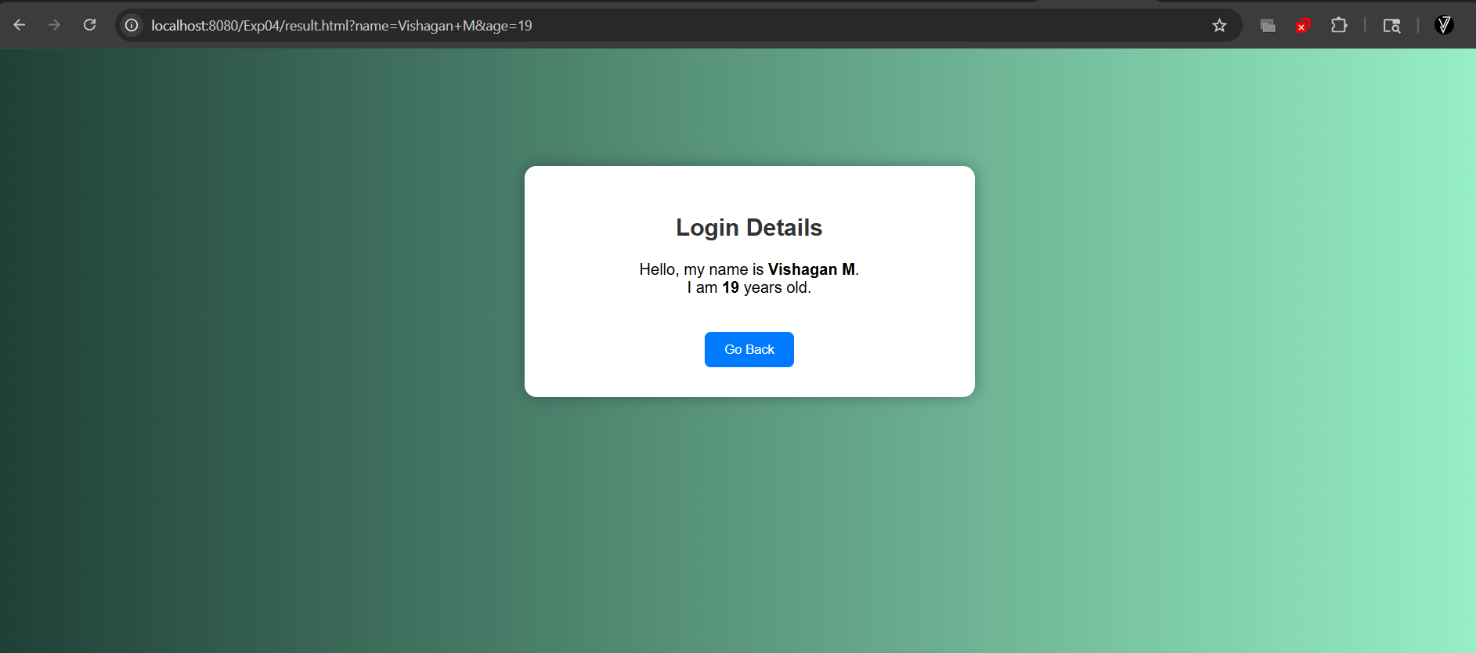 localhost:8080/Exp04/result.html?name=Vishagan+M&age=19
Login Details
Hello, my name is Vishagan M.
I am 19 years old.
Go Back